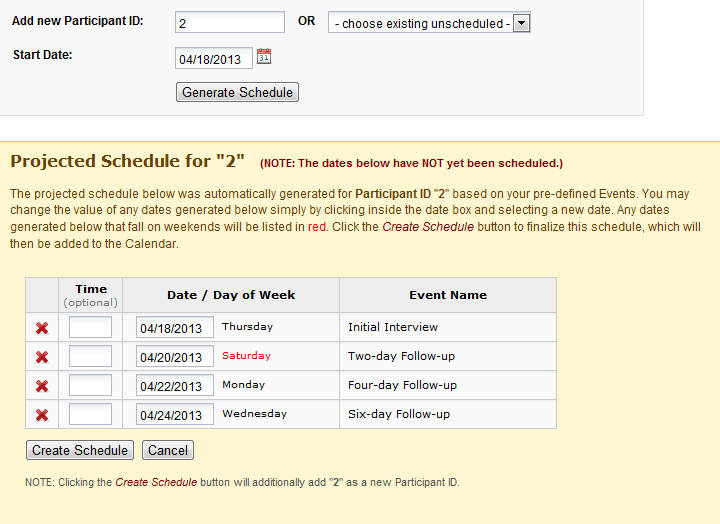 Add new Participant ID: 2 OR - choose existing unscheduled -
Start Date: 04/18/2013 31
Generate Schedule
Projected Schedule for "2" (NOTE: The dates below have NOT yet been scheduled.)
The projected schedule below was automatically generated for Participant ID "2" based on your pre-defined Events. You may
change the value of any dates generated below simply by clicking inside the date box and selecting a new date. Any dates
generated below that fall on weekends will be listed in red. Click the Create Schedule button to finalize this schedule, which will
then be added to the Calendar.
Time Date / Day of Week Event Name
(optional)
04/18/2013 Thursday Initial Interview
04/20/2013 Saturday Two-day Follow-up
04/22/2013 Monday Four-day Follow-up
04/24/2013 Wednesday Six-day Follow-up
Create Schedule Cancel
NOTE: Clicking the Create Schedule button will additionally add "2" as a new Participant ID.